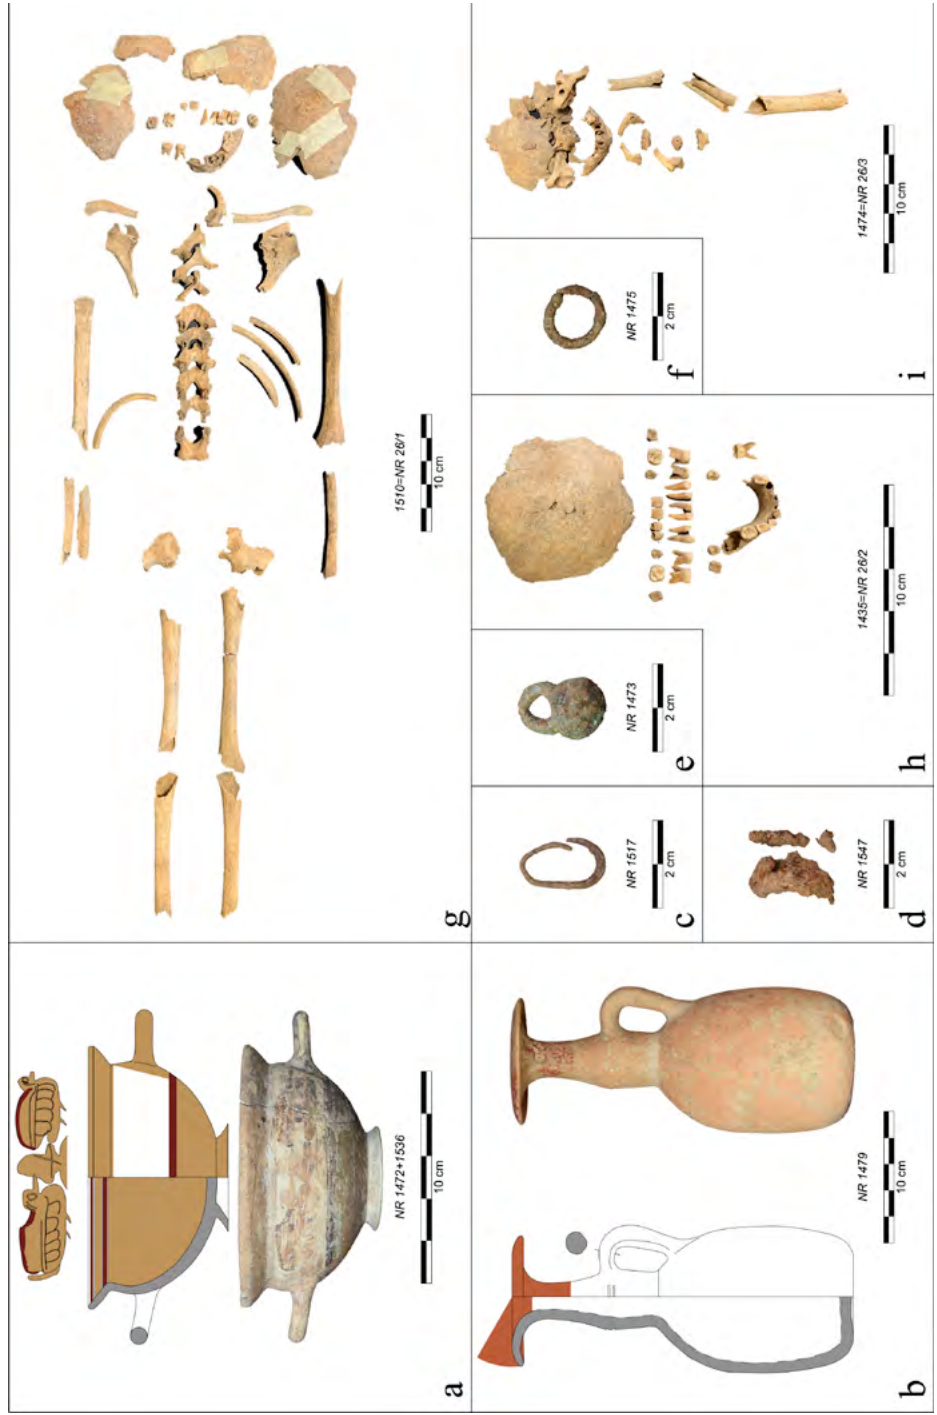 a
NR 1472+1536
10 cm
b
NR 1479
10 cm
c
NR 1517
2 cm
d
NR 1547
2 cm
e
NR 1473
2 cm
f
NR 1475
2 cm
g
1510=NR 26/1
10 cm
h
1435=NR 26/2
10 cm
i
1474=NR 26/3
10 cm